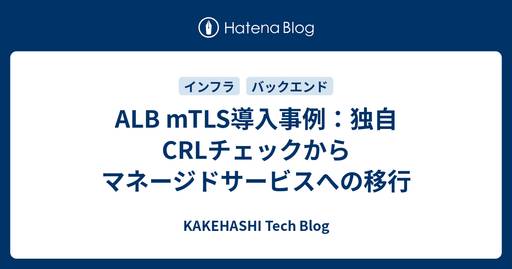 Hatena Blog
インフラ バックエンド
ALB mTLS導入事例：独自
CRLチェックから
マネージドサービスへの移行
KAKEHASHI Tech Blog